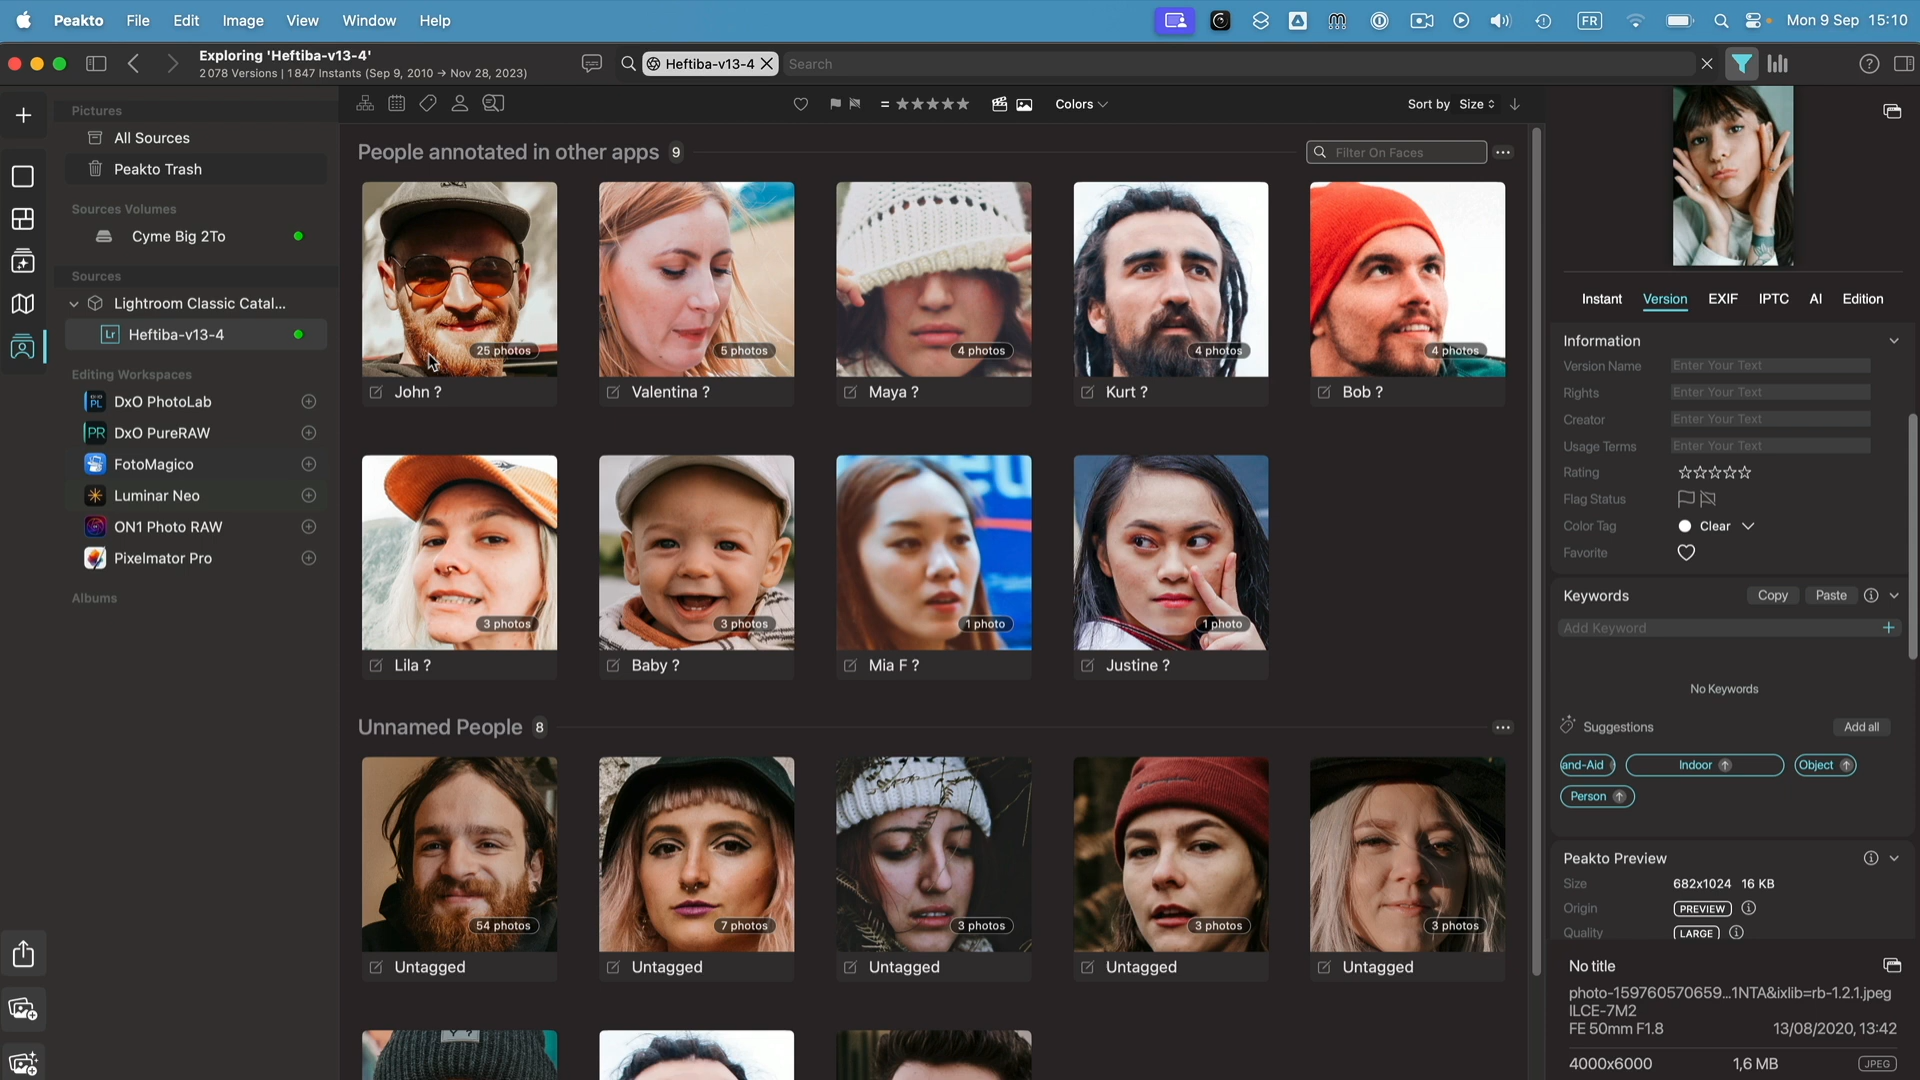 Peakto File Edit Image View Window Help
FR
Mon 9 Sep 15:10
Exploring 'Heftiba-v13-4'
2 078 Versions | 1 847 Instants (Sep 9, 2010 → Nov 28, 2023)
Heftiba-v13-4
Search
Pictures
All Sources
Peakto Trash
Sources Volumes
Cyme Big 2To
Sources
Lightroom Classic Catal...
Lr Heftiba-v13-4
Editing Workspaces
PL DxO PhotoLab
PR DxO PureRAW
FotoMagico
Luminar Neo
ON1 Photo RAW
Pixelmator Pro
Albums
= ★★★★★
Colors
Sort by Size
People annotated in other apps 9
Filter On Faces
25 photos
5 photos
4 photos
4 photos
4 photos
John ?
Valentina ?
Maya ?
Kurt ?
Bob ?
3 photos
3 photos
1 photo
1 photo
Lila ?
Baby ?
Mia F ?
Justine ?
Unnamed People 8
54 photos
7 photos
3 photos
3 photos
3 photos
Untagged
Untagged
Untagged
Untagged
Untagged
Instant Version EXIF IPTC AI Edition
Information
Version Name Enter Your Text
Rights Enter Your Text
Creator Enter Your Text
Usage Terms Enter Your Text
Rating
Flag Status
Color Tag Clear
Favorite
Keywords Copy Paste
Add Keyword
No Keywords
Suggestions Add all
and-Aid Indoor Object
Person
Peakto Preview
Size 682x1024 16 KB
Origin PREVIEW
Quality LARGE
No title
photo-159760570659...1NTA&ixlib=rb-1.2.1.jpeg
ILCE-7M2
FE 50mm F1.8 13/08/2020, 13:42
4000x6000 1,6 MB JPEG